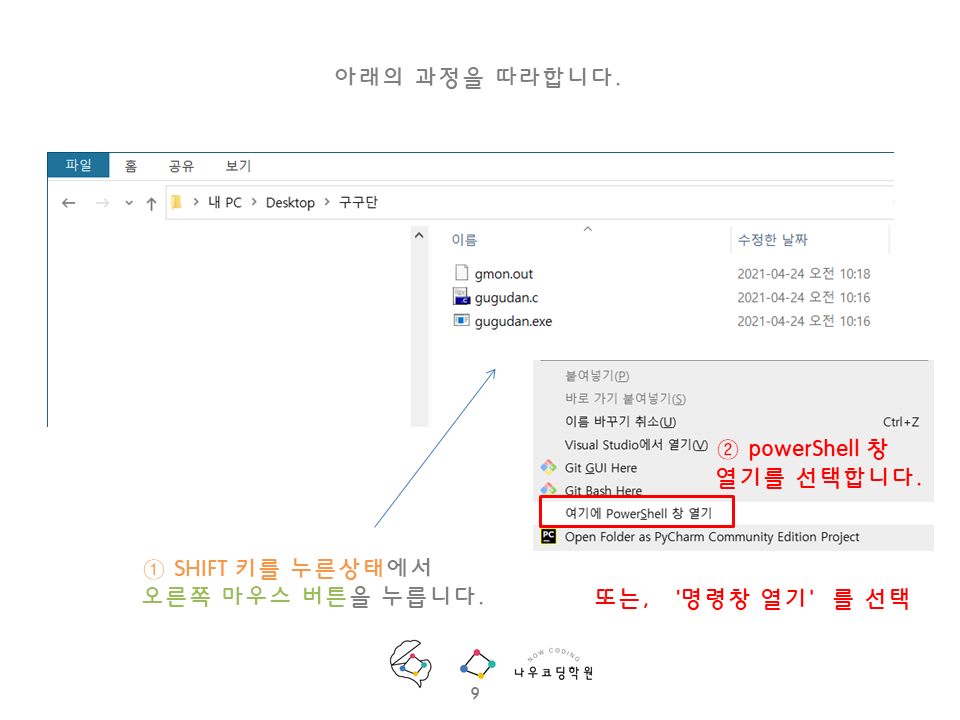 아래의 과정을 따라합니다.
파일 홈 공유 보기
내 PC > Desktop > 구구단
이름 수정한 날짜
gmon.out 2021-04-24 오전 10:18
gugudan.c 2021-04-24 오전 10:16
gugudan.exe 2021-04-24 오전 10:16
붙여넣기(P)
바로 가기 붙여넣기(S)
이름 바꾸기 취소(U) Ctrl+Z
Visual Studio에서 열기(V)
Git GUI Here
Git Bash Here
여기에 PowerShell 창 열기
PC Open Folder as PyCharm Community Edition Project
② powerShell 창
열기를 선택합니다.
① SHIFT 키를 누른상태에서
오른쪽 마우스 버튼을 누릅니다.
또는, '명령창 열기' 를 선택
NOW CODING
나우코딩학원
9